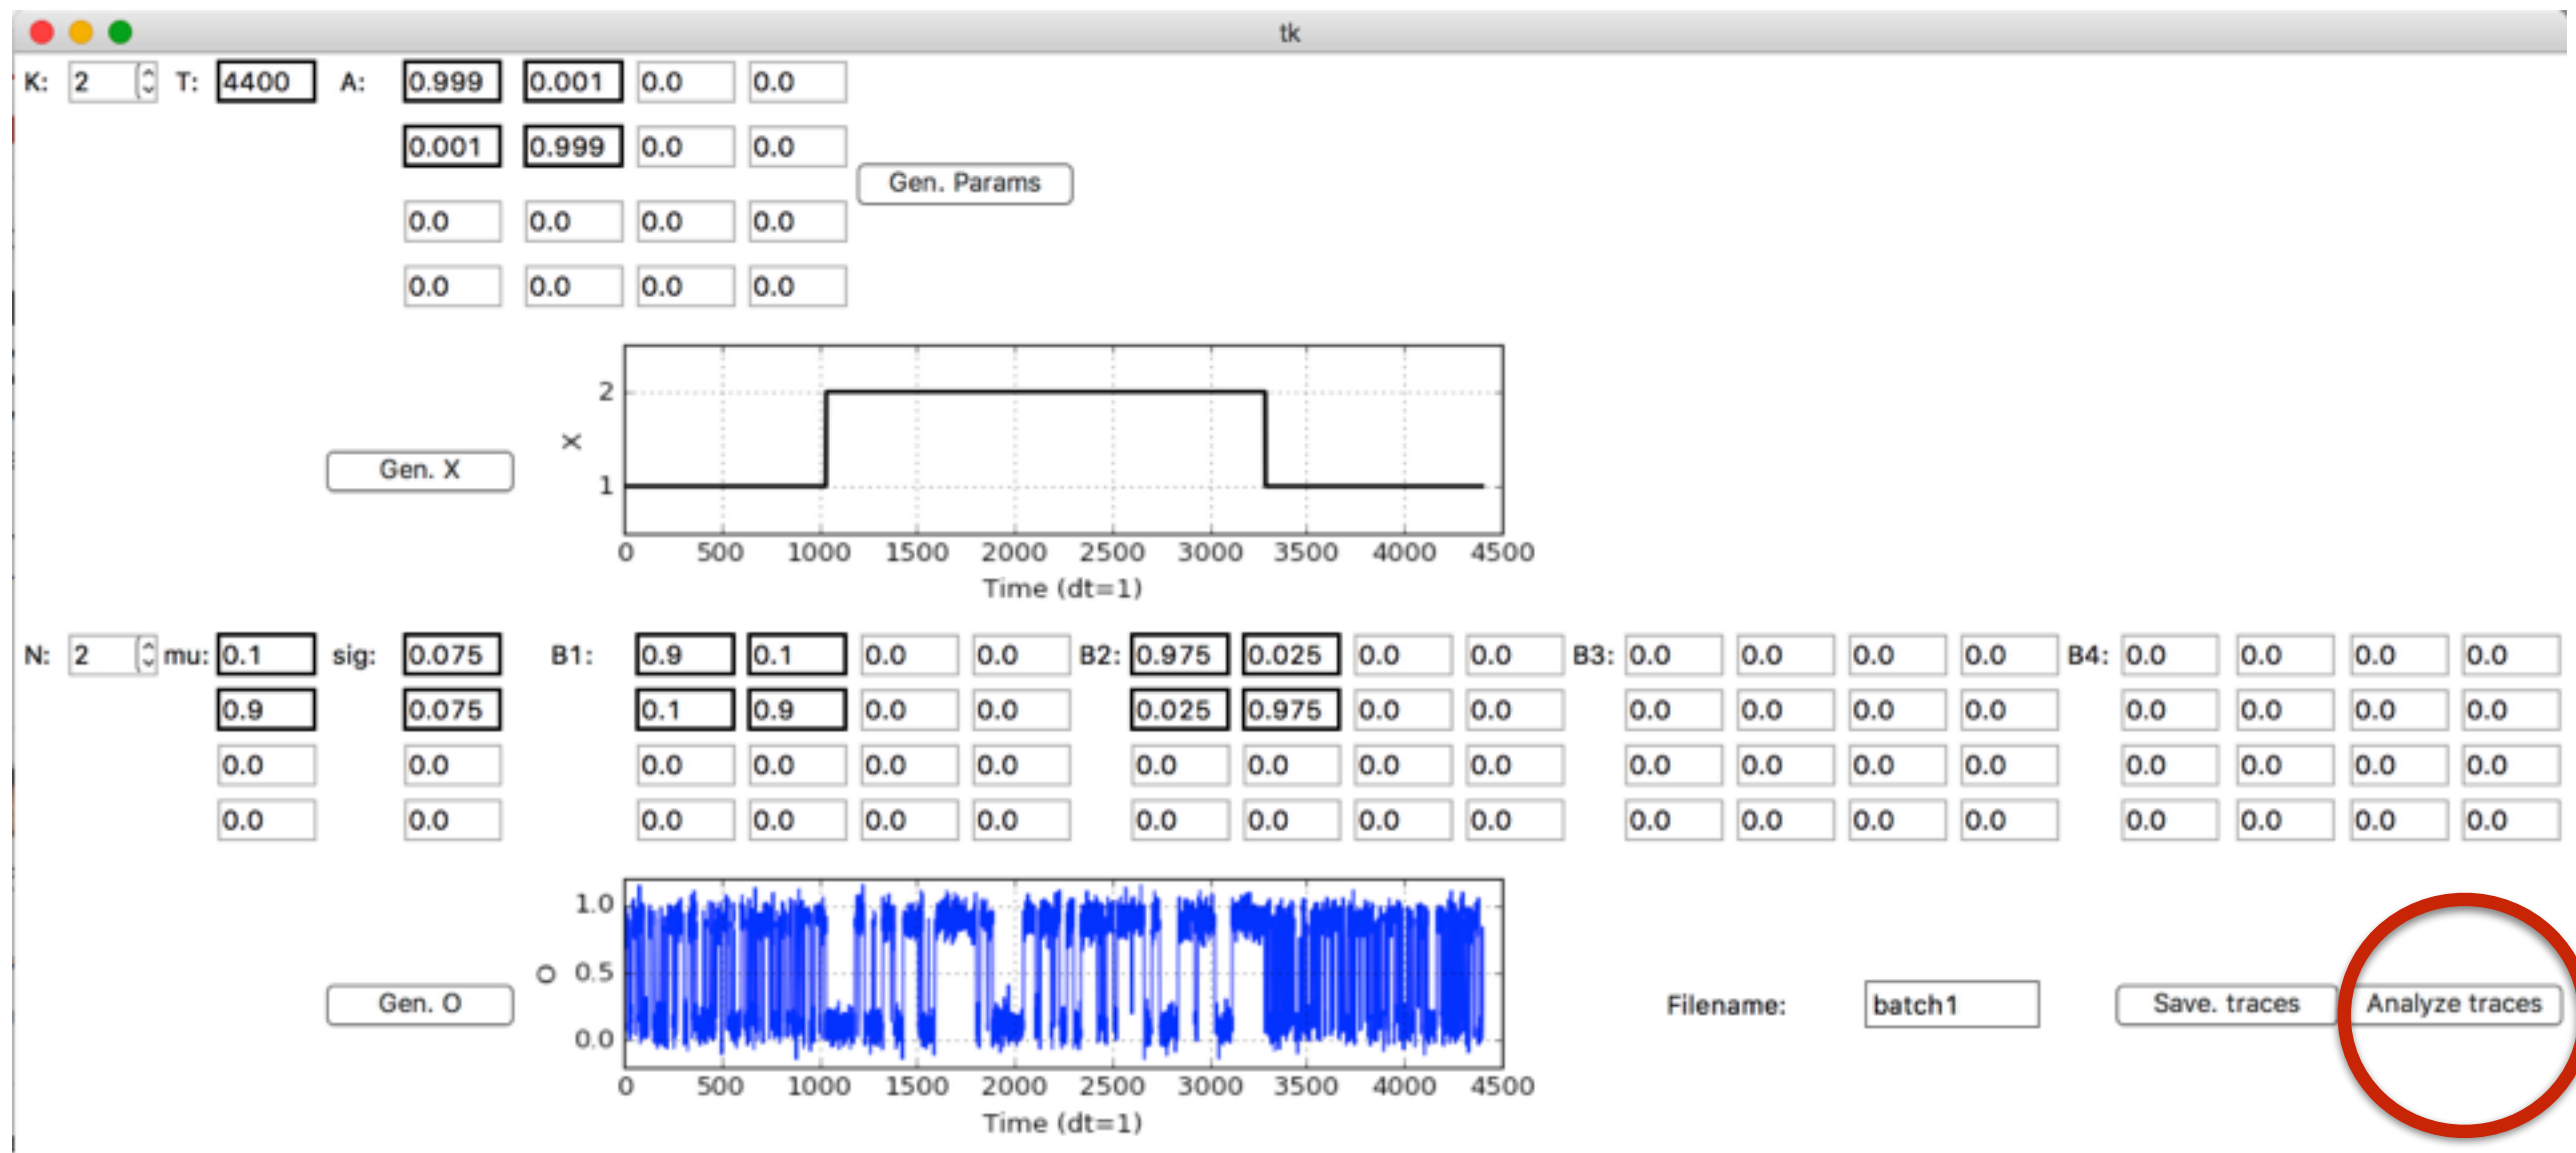 tk
K: 2 T: 4400 A: 0.999 0.001 0.0 0.0
0.001 0.999 0.0 0.0
Gen. Params
0.0 0.0 0.0 0.0
0.0 0.0 0.0 0.0
2
X
Gen. X
1
0 500 1000 1500 2000 2500 3000 3500 4000 4500
Time (dt=1)
N: 2 mu: 0.1 sig: 0.075 B1: 0.9 0.1 0.0 0.0 B2: 0.975 0.025 0.0 0.0 B3: 0.0 0.0 0.0 0.0 B4: 0.0 0.0 0.0 0.0
0.9 0.075 0.1 0.9 0.0 0.0 0.025 0.975 0.0 0.0 0.0 0.0 0.0 0.0 0.0 0.0 0.0 0.0
0.0 0.0 0.0 0.0 0.0 0.0 0.0 0.0 0.0 0.0 0.0 0.0 0.0 0.0 0.0 0.0 0.0 0.0
0.0 0.0 0.0 0.0 0.0 0.0 0.0 0.0 0.0 0.0 0.0 0.0 0.0 0.0 0.0 0.0 0.0 0.0
1.0
O 0.5
Gen. O Filename: batch1 Save. traces Analyze traces
0.0
0 500 1000 1500 2000 2500 3000 3500 4000 4500
Time (dt=1)